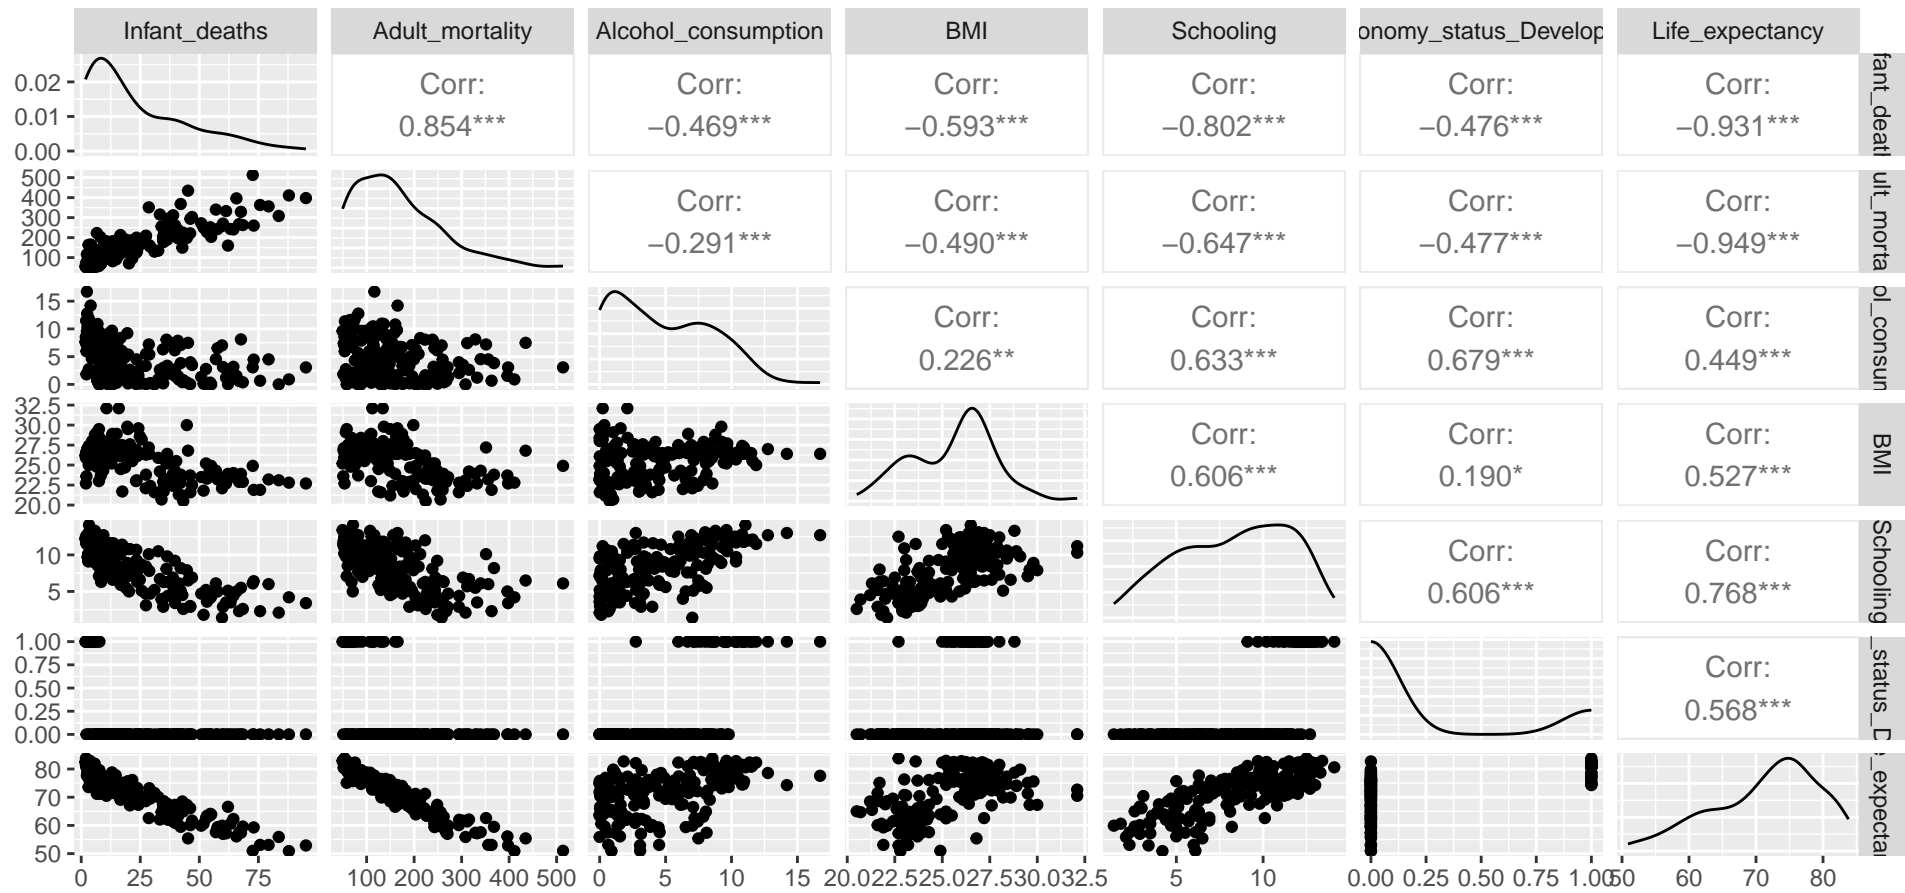 Infant_deaths Adult_mortality Alcohol_consumption BMI Schooling onomy_status_Develop Life_expectancy
fant_deat
0.02
0.01
0.00
Corr:
0.854***
Corr:
−0.469***
Corr:
−0.593***
Corr:
−0.802***
Corr:
−0.476***
Corr:
−0.931***
ult_morta
500
400
300
200
100
Corr:
−0.291***
Corr:
−0.490***
Corr:
−0.647***
Corr:
−0.477***
Corr:
−0.949***
ol_consun
15
10
5
0
Corr:
0.226**
Corr:
0.633***
Corr:
0.679***
Corr:
0.449***
BMI
32.5
30.0
27.5
25.0
22.5
20.0
Corr:
0.606***
Corr:
0.190*
Corr:
0.527***
Schooling
10
5
Corr:
0.606***
Corr:
0.768***
_status_D
1.00
0.75
0.50
0.25
0.00
Corr:
0.568***
_expectar
80
70
60
50
0 25 50 75
100 200 300 400 500
0 5 10 15
20.0 22.5 25.0 27.5 30.0 32.5
5 10
0.00 0.25 0.50 0.75 1.00
50 60 70 80